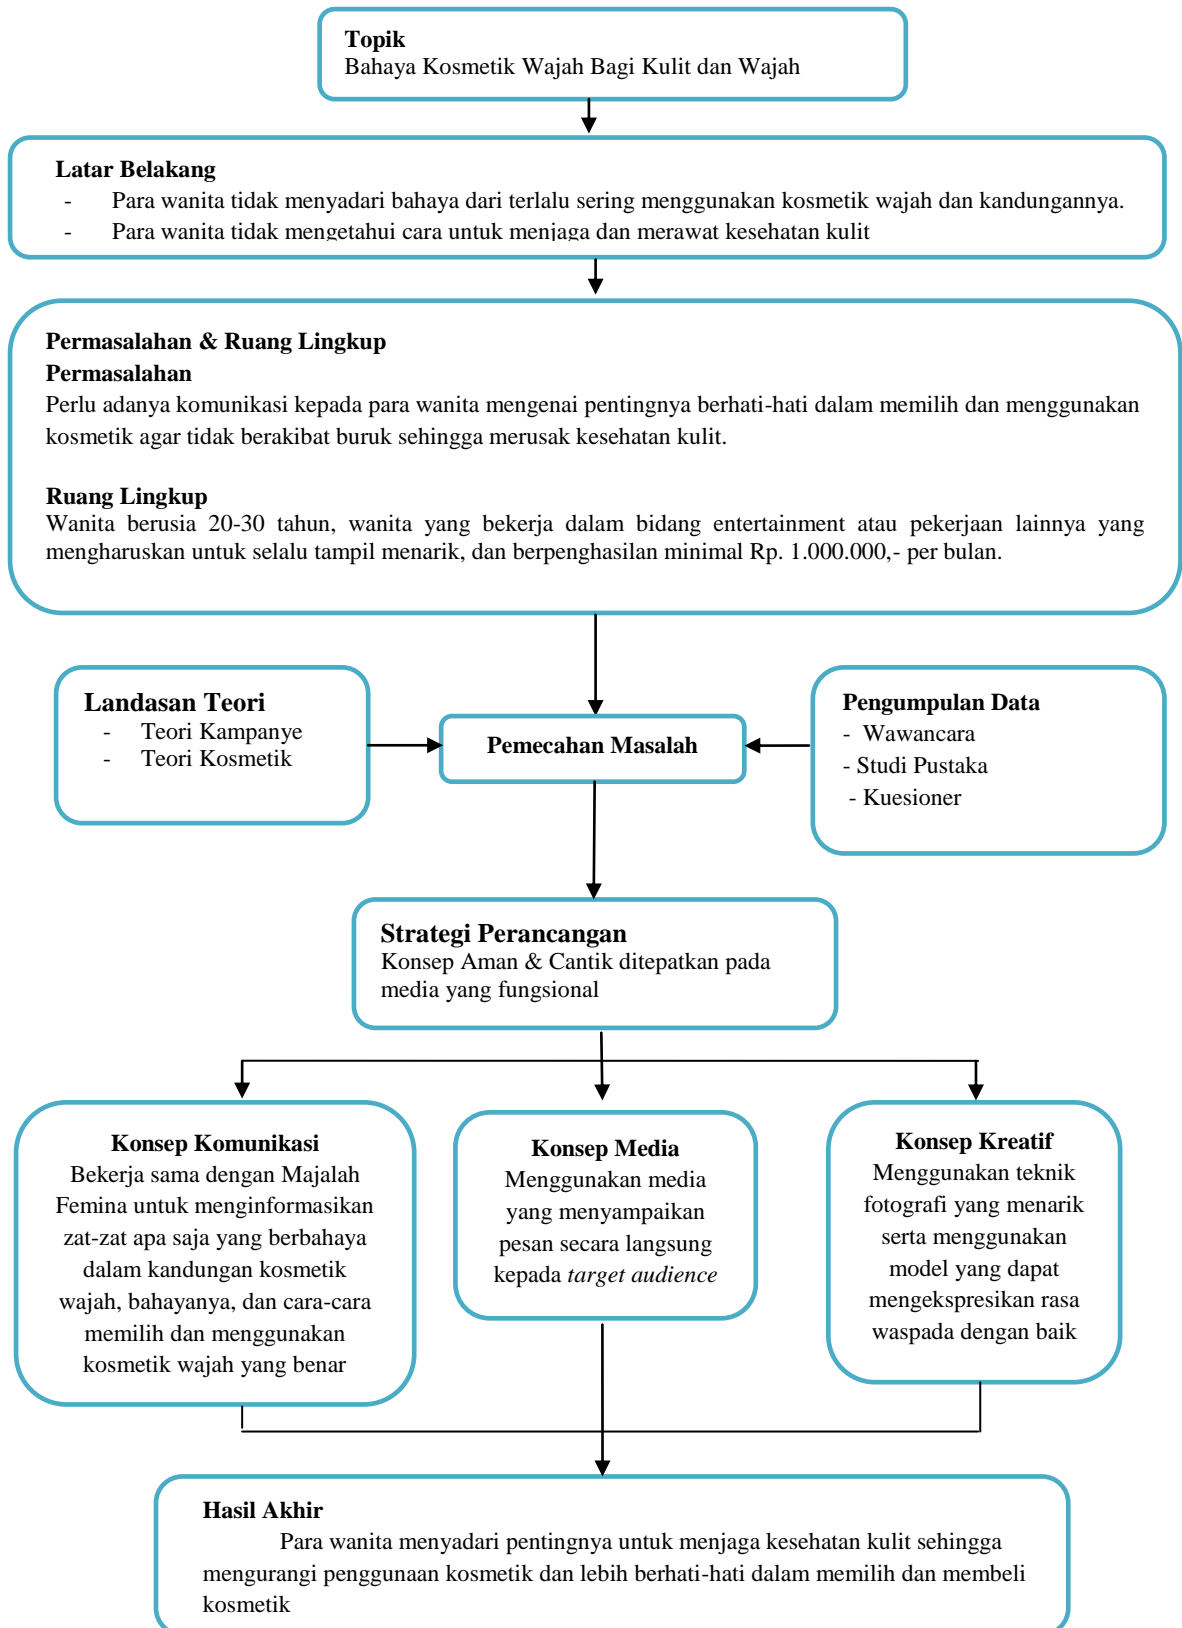 Topik
Bahaya Kosmetik Wajah Bagi Kulit dan Wajah
Latar Belakang
- Para wanita tidak menyadari bahaya dari terlalu sering menggunakan kosmetik wajah dan kandungannya.
- Para wanita tidak mengetahui cara untuk menjaga dan merawat kesehatan kulit
Permasalahan & Ruang Lingkup
Permasalahan
Perlu adanya komunikasi kepada para wanita mengenai pentingnya berhati-hati dalam memilih dan menggunakan
kosmetik agar tidak berakibat buruk sehingga merusak kesehatan kulit.
Ruang Lingkup
Wanita berusia 20-30 tahun, wanita yang bekerja dalam bidang entertainment atau pekerjaan lainnya yang
mengharuskan untuk selalu tampil menarik, dan berpenghasilan minimal Rp. 1.000.000,- per bulan.
Landasan Teori
- Teori Kampanye
- Teori Kosmetik
Pemecahan Masalah
Pengumpulan Data
- Wawancara
- Studi Pustaka
- Kuesioner
Strategi Perancangan
Konsep Aman & Cantik ditepatkan pada
media yang fungsional
Konsep Komunikasi
Bekerja sama dengan Majalah
Femina untuk menginformasikan
zat-zat apa saja yang berbahaya
dalam kandungan kosmetik
wajah, bahayanya, dan cara-cara
memilih dan menggunakan
kosmetik wajah yang benar
Konsep Media
Menggunakan media
yang menyampaikan
pesan secara langsung
kepada target audience
Konsep Kreatif
Menggunakan teknik
fotografi yang menarik
serta menggunakan
model yang dapat
mengekspresikan rasa
waspada dengan baik
Hasil Akhir
Para wanita menyadari pentingnya untuk menjaga kesehatan kulit sehingga
mengurangi penggunaan kosmetik dan lebih berhati-hati dalam memilih dan membeli
kosmetik